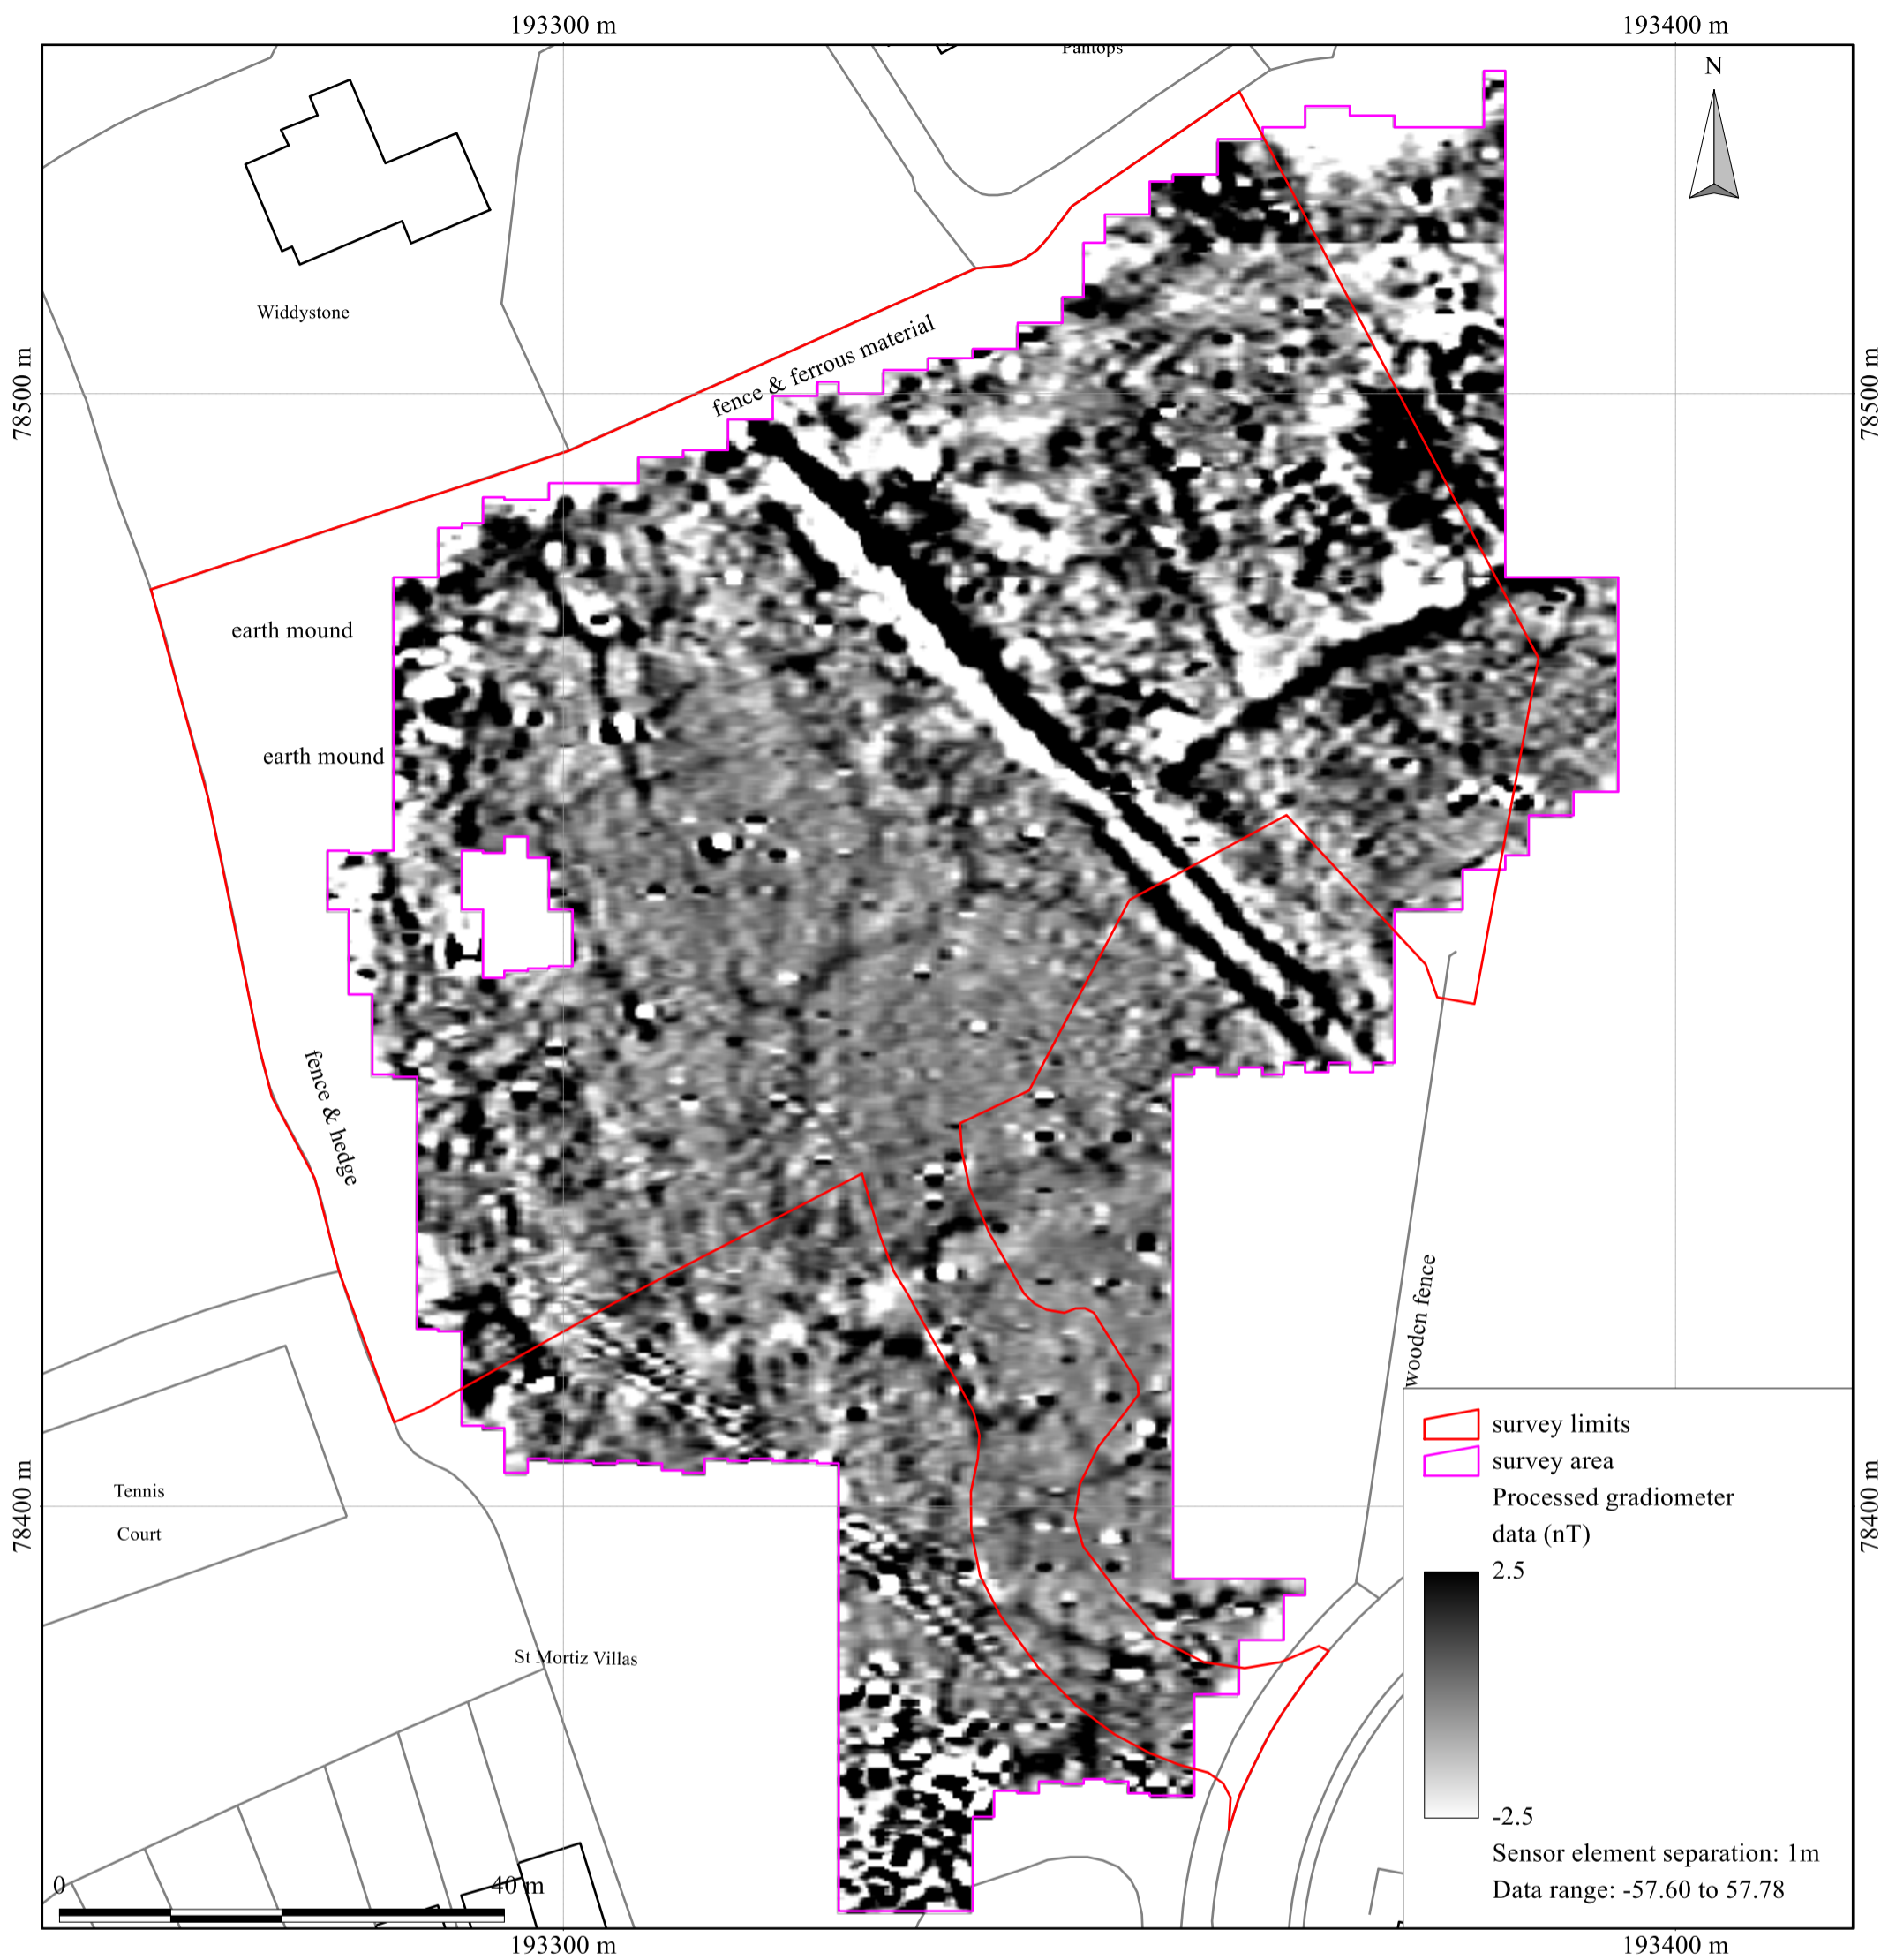 193300 m
193400 m
Pantops
N
Widdystone
fence & ferrous material
78500 m
78500 m
earth mound
earth mound
fence & hedge
wooden fence
survey limits
survey area
Processed gradiometer
data (nT)
2.5
-2.5
Sensor element separation: 1m
Data range: -57.60 to 57.78
Tennis
Court
78400 m
78400 m
St Mortiz Villas
0
40 m
193300 m
193400 m